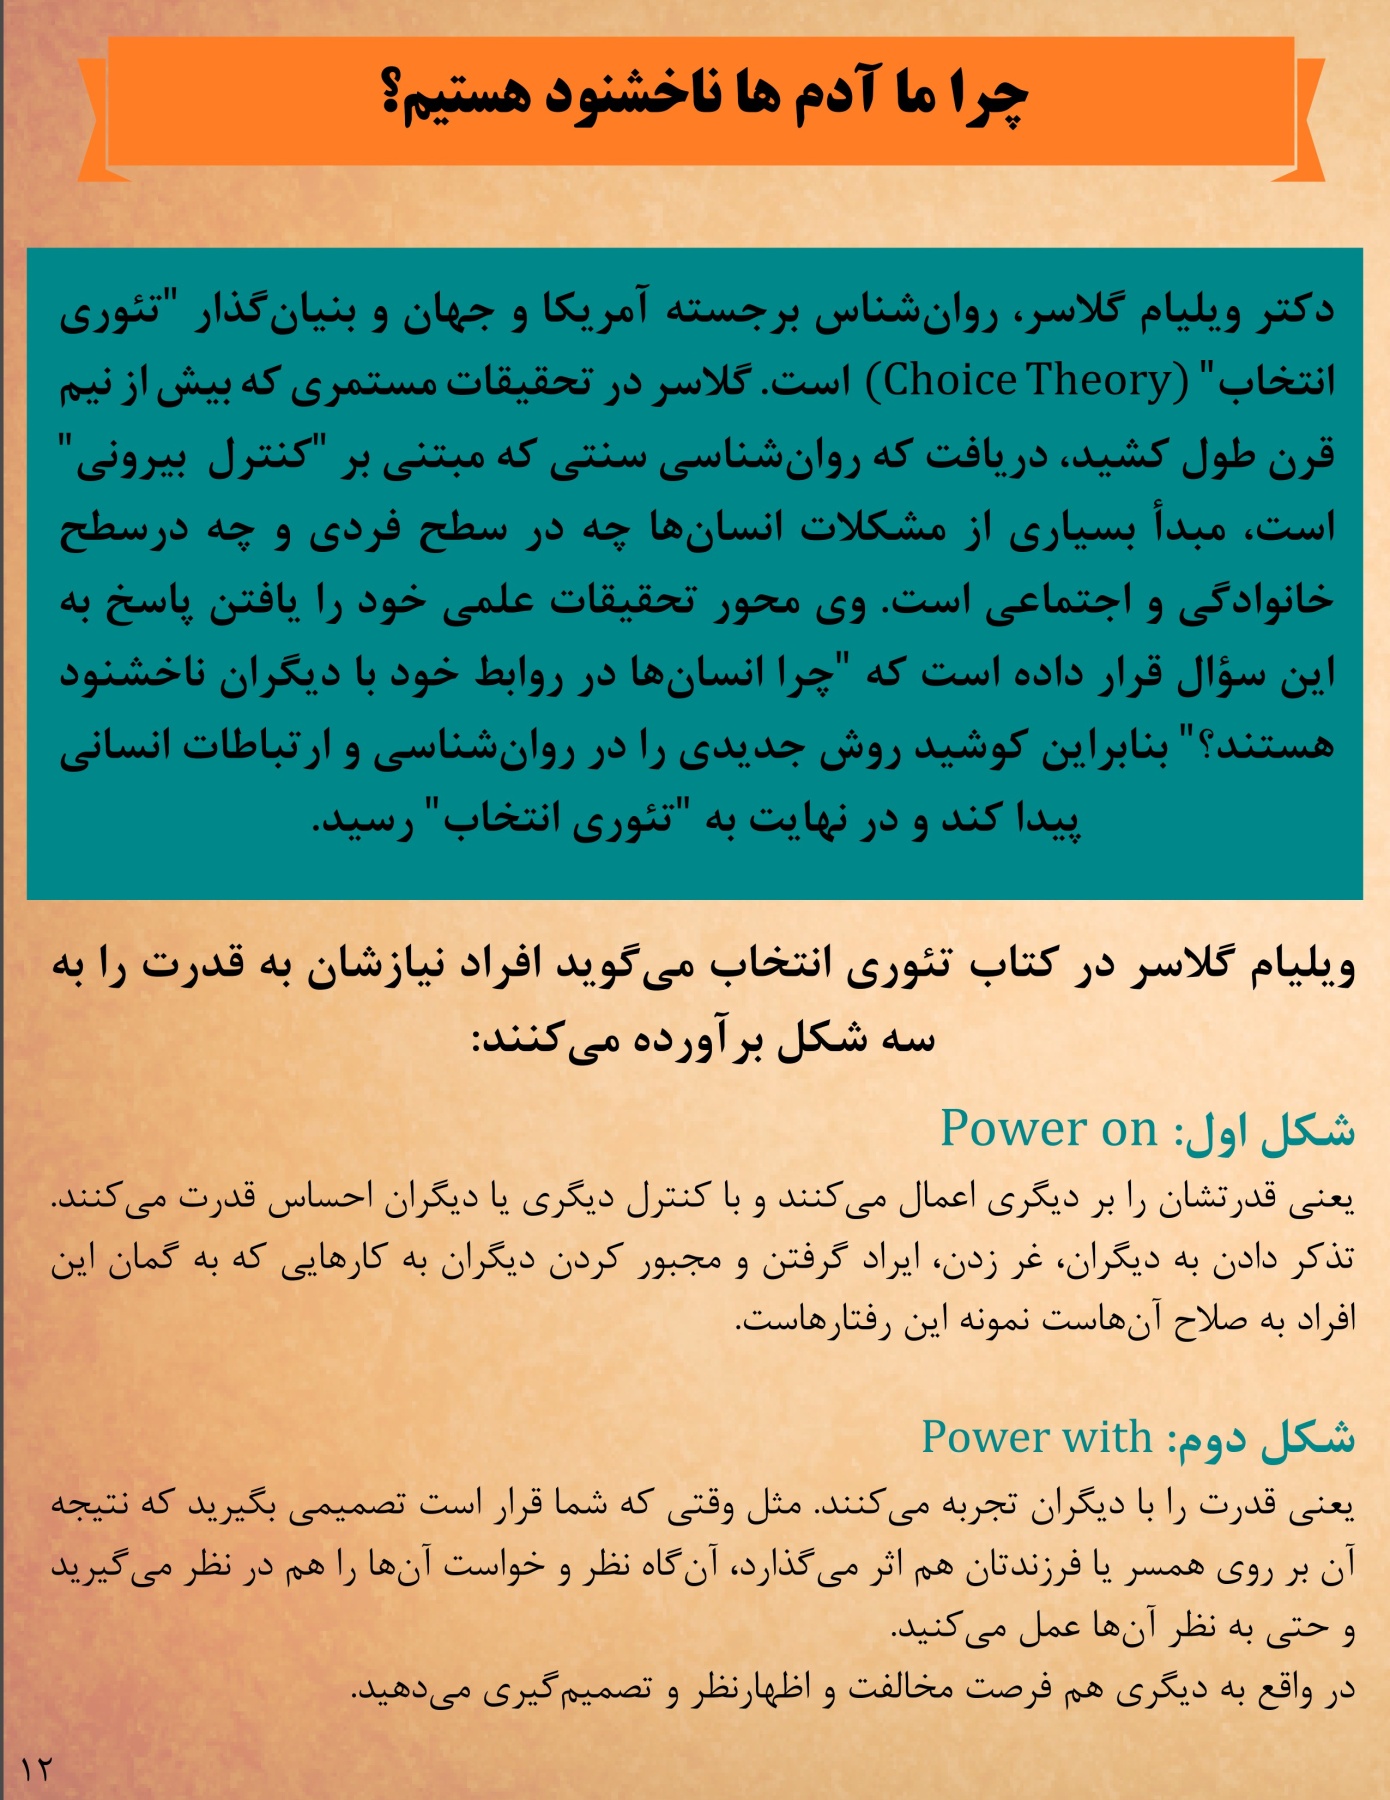 چرا ما آدم ها ناخشنود هستیم؟
دکتر ویلیام گلاسر، روان‌شناس برجسته آمریکا و جهان و بنیان‌گذار "تئوری
انتخاب" (Choice Theory) است. گلاسر در تحقیقات مستمری که بیش از نیم
قرن طول کشید، دریافت که روان‌شناسی سنتی که مبتنی بر "کنترل بیرونی"
است، مبدأ بسیاری از مشکلات انسان‌ها چه در سطح فردی و چه درسطح
خانوادگی و اجتماعی است. وی محور تحقیقات علمی خود را یافتن پاسخ به
این سؤال قرار داده است که "چرا انسان‌ها در روابط خود با دیگران ناخشنود
هستند؟" بنابراین کوشید روش جدیدی را در روان‌شناسی و ارتباطات انسانی
پیدا کند و در نهایت به "تئوری انتخاب" رسید.
ویلیام گلاسر در کتاب تئوری انتخاب می‌گوید افراد نیازشان به قدرت را به
سه شکل برآورده می‌کنند:
شکل اول: Power on
یعنی قدرتشان را بر دیگری اعمال می‌کنند و با کنترل دیگری یا دیگران احساس قدرت می‌کنند.
تذکر دادن به دیگران، غر زدن، ایراد گرفتن و مجبور کردن دیگران به کارهایی که به گمان این
افراد به صلاح آن‌هاست نمونه این رفتارهاست.
شکل دوم: Power with
یعنی قدرت را با دیگران تجربه می‌کنند. مثل وقتی که شما قرار است تصمیمی بگیرید که نتیجه
آن بر روی همسر یا فرزندتان هم اثر می‌گذارد، آن‌گاه نظر و خواست آن‌ها را هم در نظر می‌گیرید
و حتی به نظر آن‌ها عمل می‌کنید.
در واقع به دیگری هم فرصت مخالفت و اظهارنظر و تصمیم‌گیری می‌دهید.
۱۲